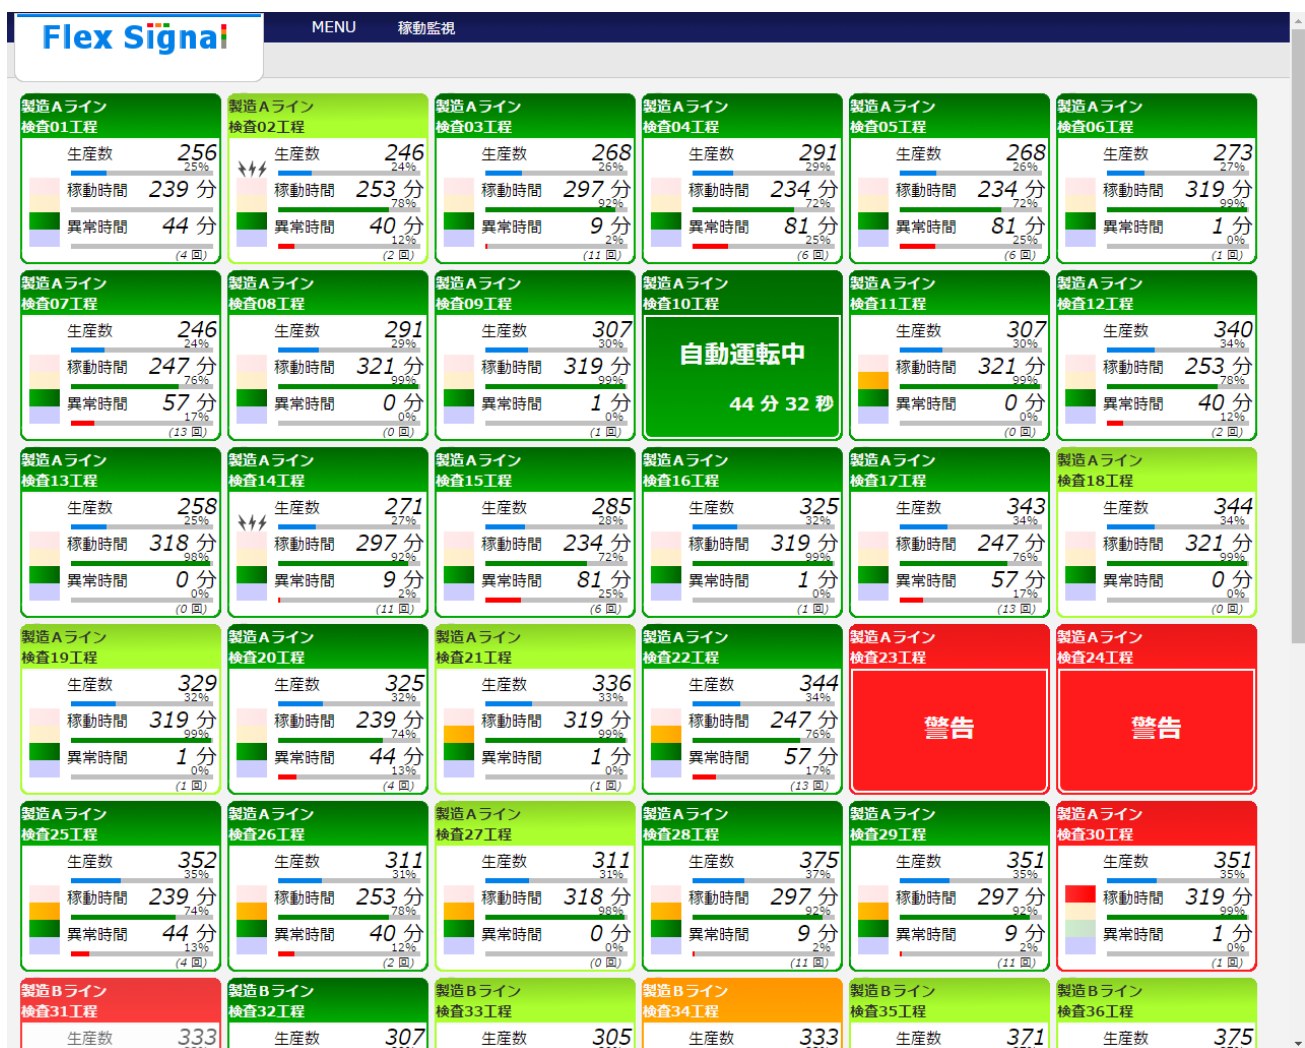 Flex Signal
MENU 稼動監視
製造Aライン
検査01工程
生産数 256
25%
稼動時間 239 分
異常時間 44 分
(4 回)
製造Aライン
検査02工程
生産数 246
24%
稼動時間 253 分
78%
異常時間 40 分
12%
(2 回)
製造Aライン
検査03工程
生産数 268
26%
稼動時間 297 分
92%
異常時間 9 分
2%
(11 回)
製造Aライン
検査04工程
生産数 291
29%
稼動時間 234 分
72%
異常時間 81 分
25%
(6 回)
製造Aライン
検査05工程
生産数 268
26%
稼動時間 234 分
72%
異常時間 81 分
25%
(6 回)
製造Aライン
検査06工程
生産数 273
27%
稼動時間 319 分
99%
異常時間 1 分
0%
(1 回)
製造Aライン
検査07工程
生産数 246
24%
稼動時間 247 分
76%
異常時間 57 分
17%
(13 回)
製造Aライン
検査08工程
生産数 291
29%
稼動時間 321 分
99%
異常時間 0 分
0%
(0 回)
製造Aライン
検査09工程
生産数 307
30%
稼動時間 319 分
99%
異常時間 1 分
0%
(1 回)
製造Aライン
検査10工程
自動運転中
44 分 32 秒
製造Aライン
検査11工程
生産数 307
30%
稼動時間 321 分
99%
異常時間 0 分
0%
(0 回)
製造Aライン
検査12工程
生産数 340
34%
稼動時間 253 分
78%
異常時間 40 分
12%
(2 回)
製造Aライン
検査13工程
生産数 258
25%
稼動時間 318 分
98%
異常時間 0 分
0%
(0 回)
製造Aライン
検査14工程
生産数 271
27%
稼動時間 297 分
92%
異常時間 9 分
2%
(11 回)
製造Aライン
検査15工程
生産数 285
28%
稼動時間 234 分
72%
異常時間 81 分
25%
(6 回)
製造Aライン
検査16工程
生産数 325
32%
稼動時間 319 分
99%
異常時間 1 分
0%
(1 回)
製造Aライン
検査17工程
生産数 343
34%
稼動時間 247 分
76%
異常時間 57 分
17%
(13 回)
製造Aライン
検査18工程
生産数 344
34%
稼動時間 321 分
99%
異常時間 0 分
0%
(0 回)
製造Aライン
検査19工程
生産数 329
32%
稼動時間 319 分
99%
異常時間 1 分
0%
(1 回)
製造Aライン
検査20工程
生産数 325
32%
稼動時間 239 分
74%
異常時間 44 分
13%
(4 回)
製造Aライン
検査21工程
生産数 336
33%
稼動時間 319 分
99%
異常時間 1 分
0%
(1 回)
製造Aライン
検査22工程
生産数 344
34%
稼動時間 247 分
76%
異常時間 57 分
17%
(13 回)
製造Aライン
検査23工程
警告
製造Aライン
検査24工程
警告
製造Aライン
検査25工程
生産数 352
35%
稼動時間 239 分
74%
異常時間 44 分
13%
(4 回)
製造Aライン
検査26工程
生産数 311
31%
稼動時間 253 分
78%
異常時間 40 分
12%
(2 回)
製造Aライン
検査27工程
生産数 311
31%
稼動時間 318 分
98%
異常時間 0 分
0%
(0 回)
製造Aライン
検査28工程
生産数 375
37%
稼動時間 297 分
92%
異常時間 9 分
2%
(11 回)
製造Aライン
検査29工程
生産数 351
35%
稼動時間 297 分
92%
異常時間 9 分
2%
(11 回)
製造Aライン
検査30工程
生産数 351
35%
稼動時間 319 分
99%
異常時間 1 分
0%
(1 回)
製造Bライン
検査31工程
生産数 333
製造Bライン
検査32工程
生産数 307
製造Bライン
検査33工程
生産数 305
製造Bライン
検査34工程
生産数 333
製造Bライン
検査35工程
生産数 371
製造Bライン
検査36工程
生産数 375